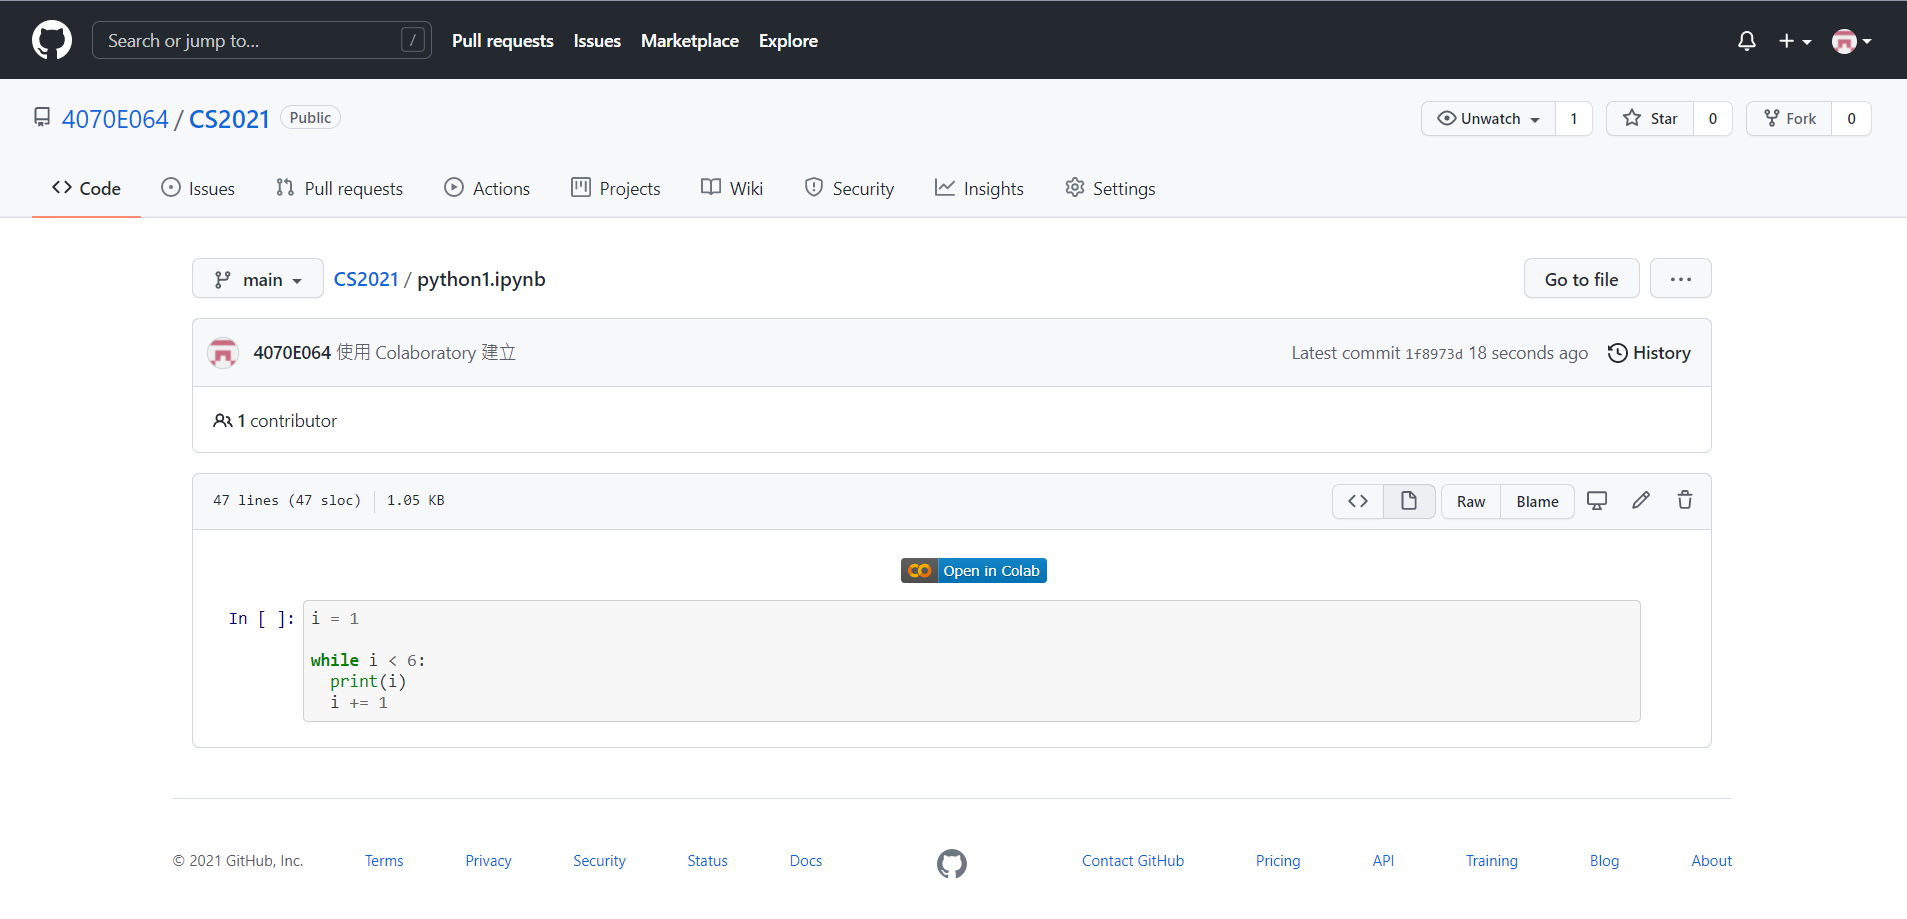 Search or jump to... /
Pull requests Issues Marketplace Explore
4070E064 / CS2021 Public
Unwatch 1 Star 0 Fork 0
Code Issues Pull requests Actions Projects Wiki Security Insights Settings
main CS2021 / python1.ipynb Go to file ...
4070E064 使用 Colaboratory 建立 Latest commit 1f8973d 18 seconds ago History
1 contributor
47 lines (47 sloc) 1.05 KB <> Raw Blame
CO Open in Colab
In [ ]: i = 1
while i < 6:
print(i)
i += 1
© 2021 GitHub, Inc. Terms Privacy Security Status Docs Contact GitHub Pricing API Training Blog About